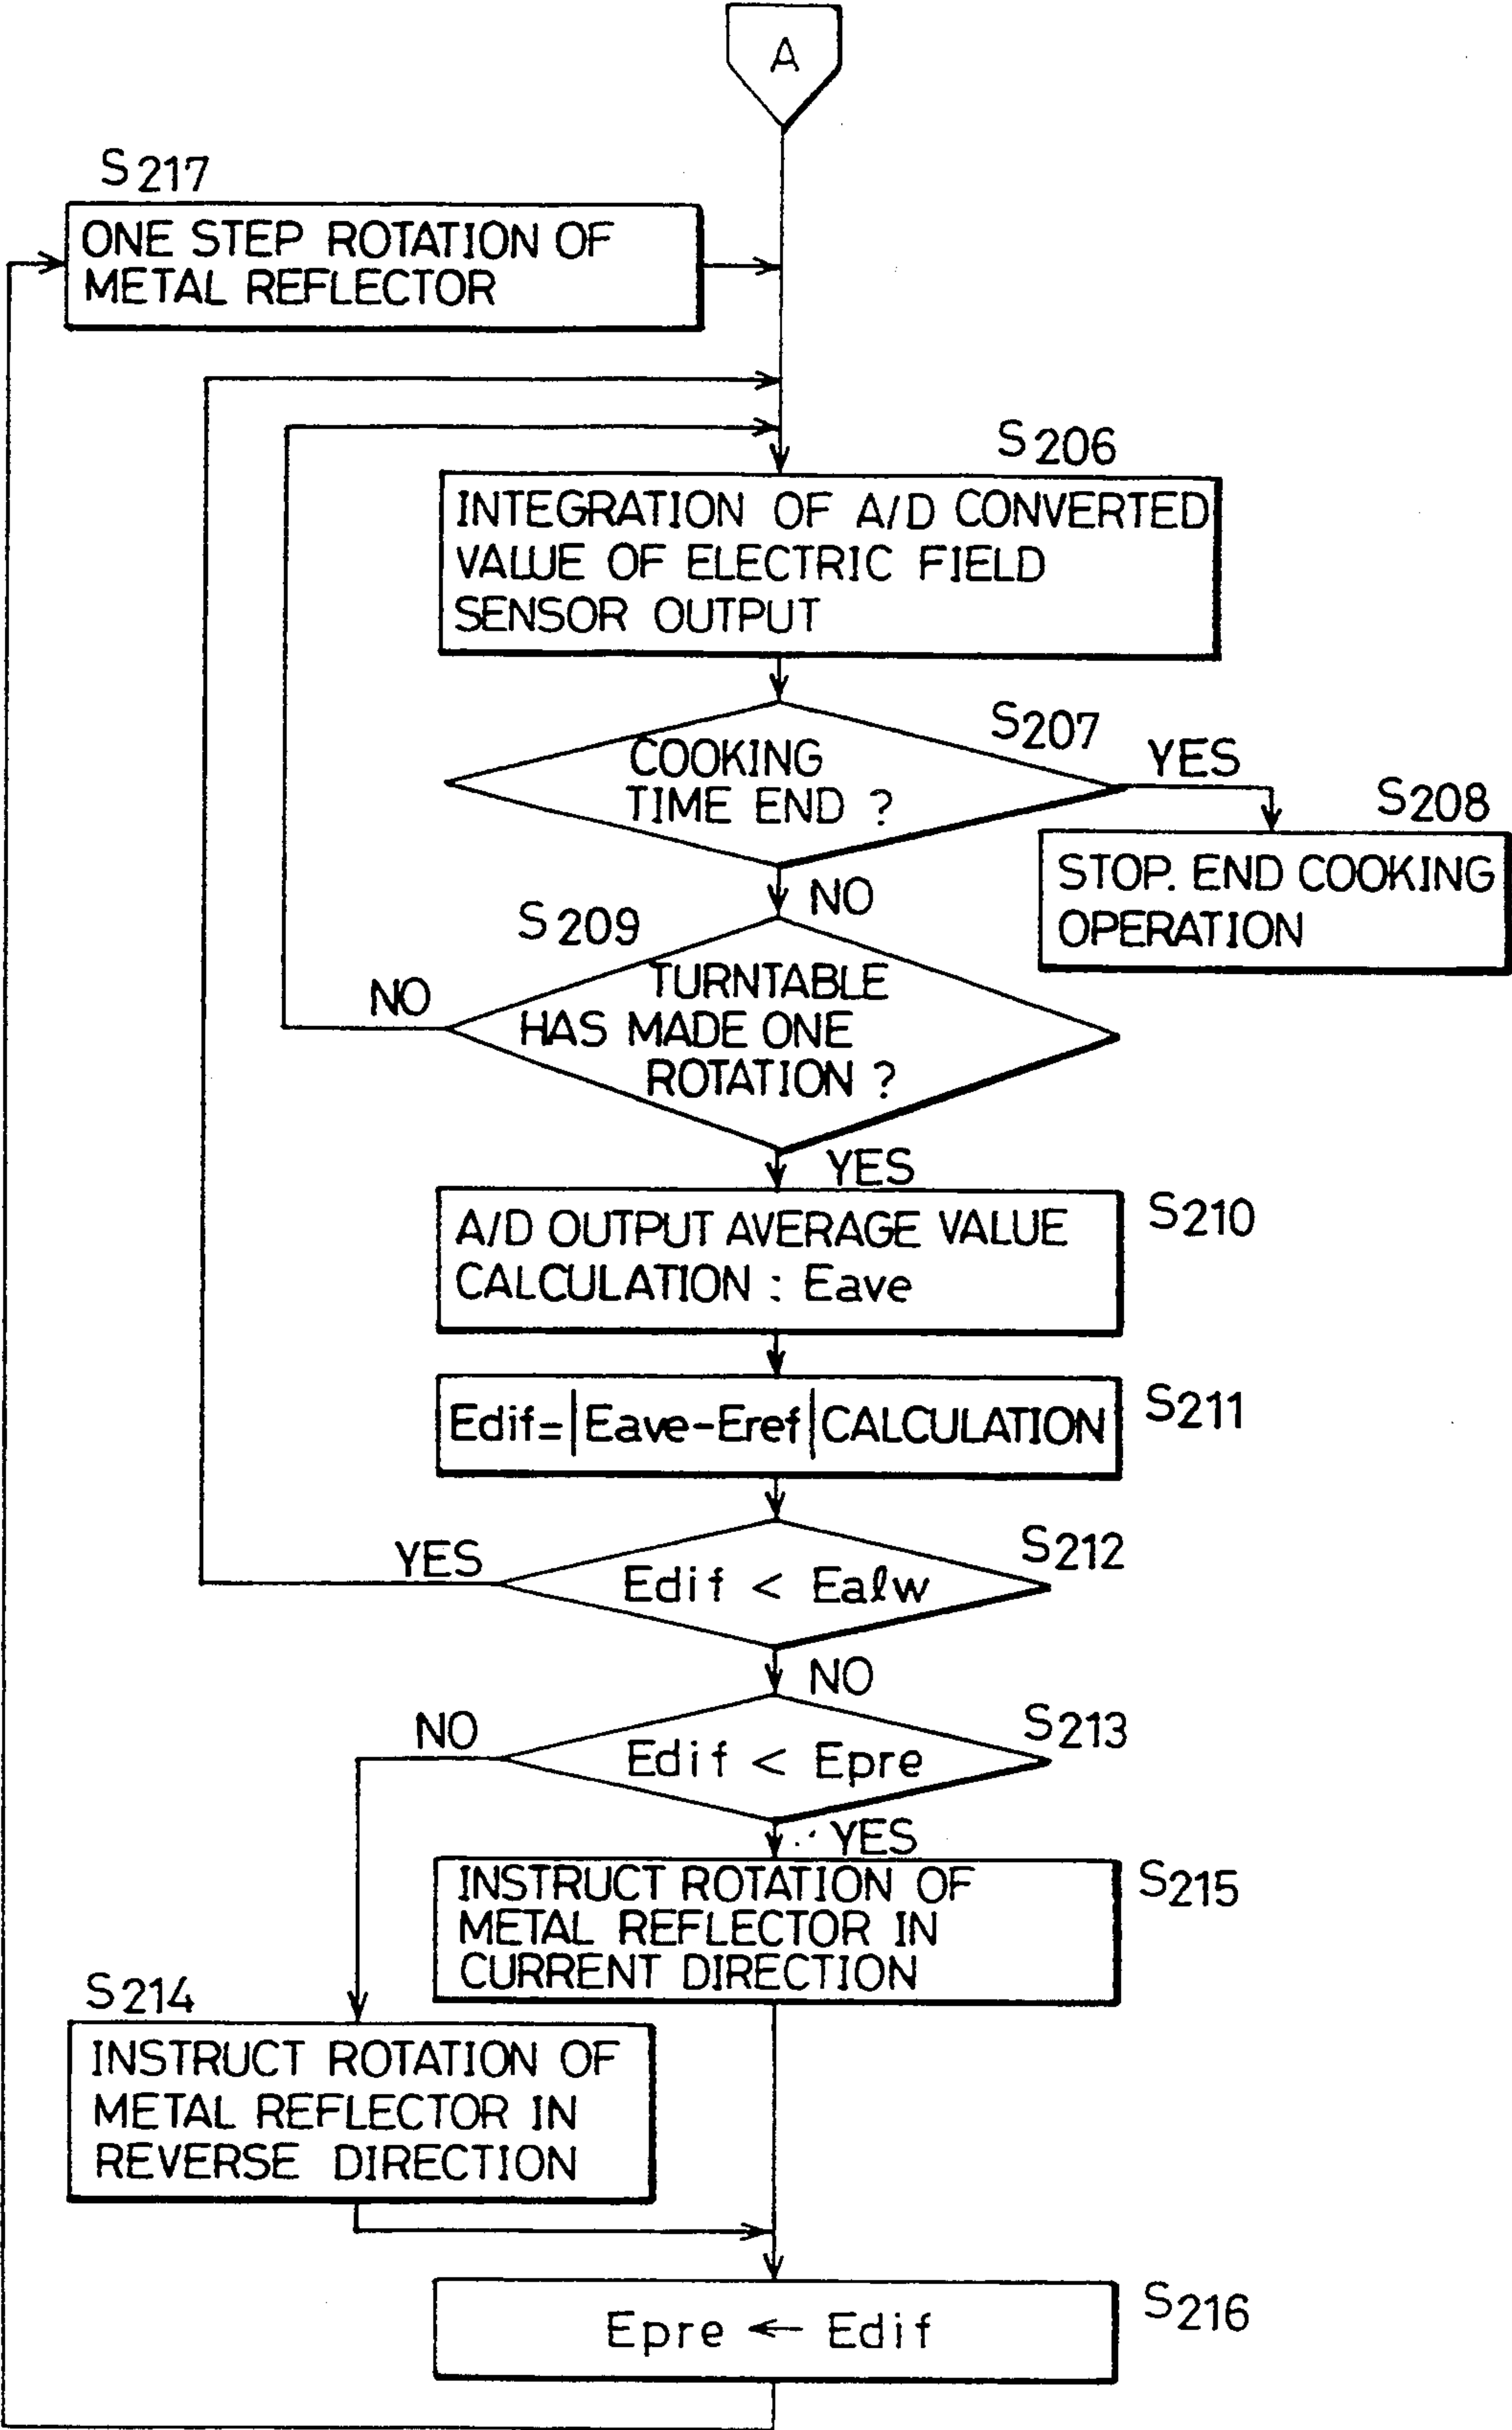 A
S217
ONE STEP ROTATION OF
METAL REFLECTOR
S206
INTEGRATION OF A/D CONVERTED
VALUE OF ELECTRIC FIELD
SENSOR OUTPUT
S207
COOKING
TIME END ?
YES
S208
STOP. END COOKING
OPERATION
NO
S209
TURNTABLE
HAS MADE ONE
ROTATION ?
NO
YES
S210
A/D OUTPUT AVERAGE VALUE
CALCULATION : Eave
S211
Edif=|Eave-Eref|CALCULATION
S212
Edif < Ealw
YES
NO
S213
Edif < Epre
NO
YES
S215
INSTRUCT ROTATION OF
METAL REFLECTOR IN
CURRENT DIRECTION
S214
INSTRUCT ROTATION OF
METAL REFLECTOR IN
REVERSE DIRECTION
S216
Epre ← Edif